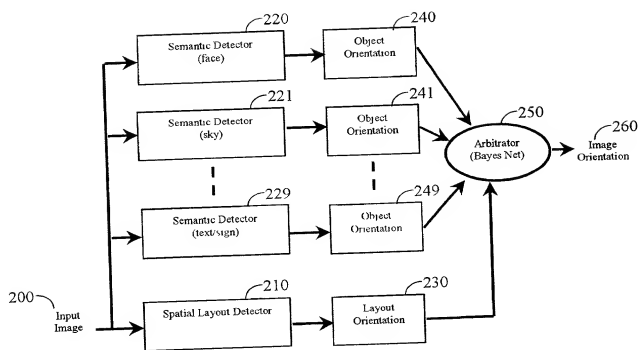 220
Semantic Detector
(face)
240
Object
Orientation
221
Semantic Detector
(sky)
241
Object
Orientation
250
Arbitrator
(Bayes Net)
260
Image
Orientation
229
Semantic Detector
(text/sign)
249
Object
Orientation
200
Input
Image
210
Spatial Layout Detector
230
Layout
Orientation